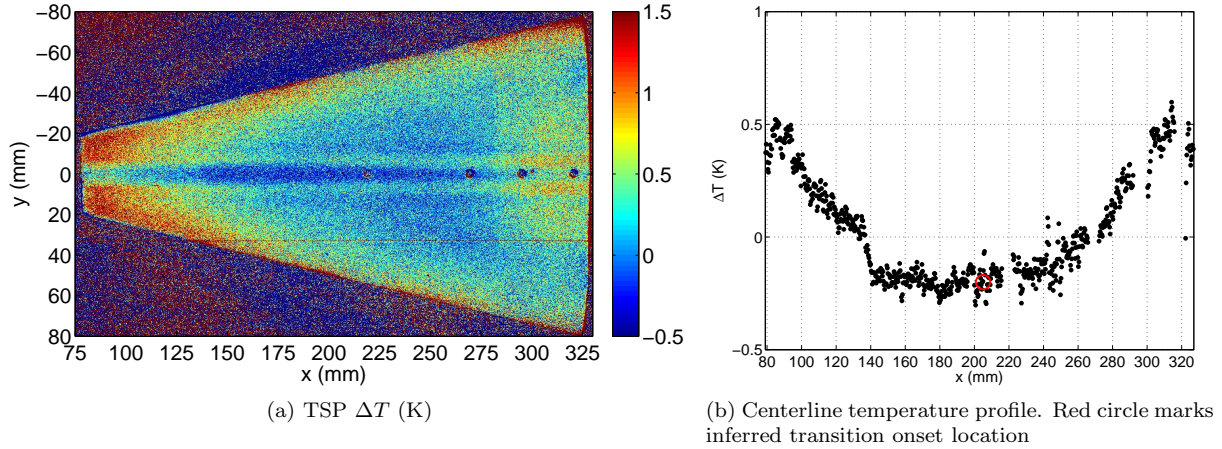 −80
−60
−40
−20
0
20
40
60
80
y (mm)
75 100 125 150 175 200 225 250 275 300 325
x (mm)
1.5
1
0.5
0
−0.5
(a) TSP ΔT (K)
1
0.5
0
−0.5
ΔT (K)
80 100 120 140 160 180 200 220 240 260 280 300 320
x (mm)
(b) Centerline temperature profile. Red circle marks
inferred transition onset location